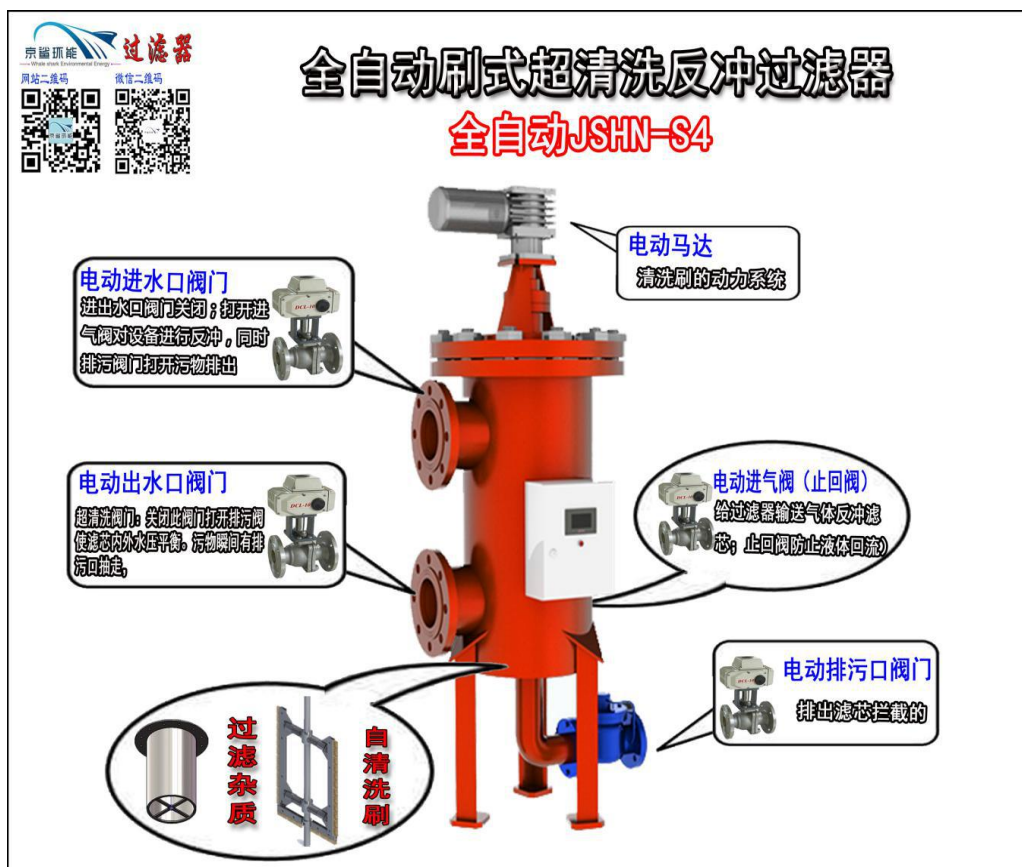 京鲨环能
Whale shark Environmental Energy
过滤器
网站二维码
微信二维码
京鲨环能
全自动刷式超清洗反冲过滤器
全自动JSHN-S4
电动马达
清洗刷的动力系统
电动进水口阀门
进出水口阀门关闭；打开进
气阀对设备进行反冲，同时
排污阀门打开污物排出
电动出水口阀门
超清洗阀门：关闭此阀门打开排污阀
使滤芯内外水压平衡。污物瞬间有排
污口抽走，
电动进气阀（止回阀）
给过滤器输送气体反冲滤
芯；止回阀防止液体回流）
电动排污口阀门
排出滤芯拦截的
过滤杂质
自清洗刷